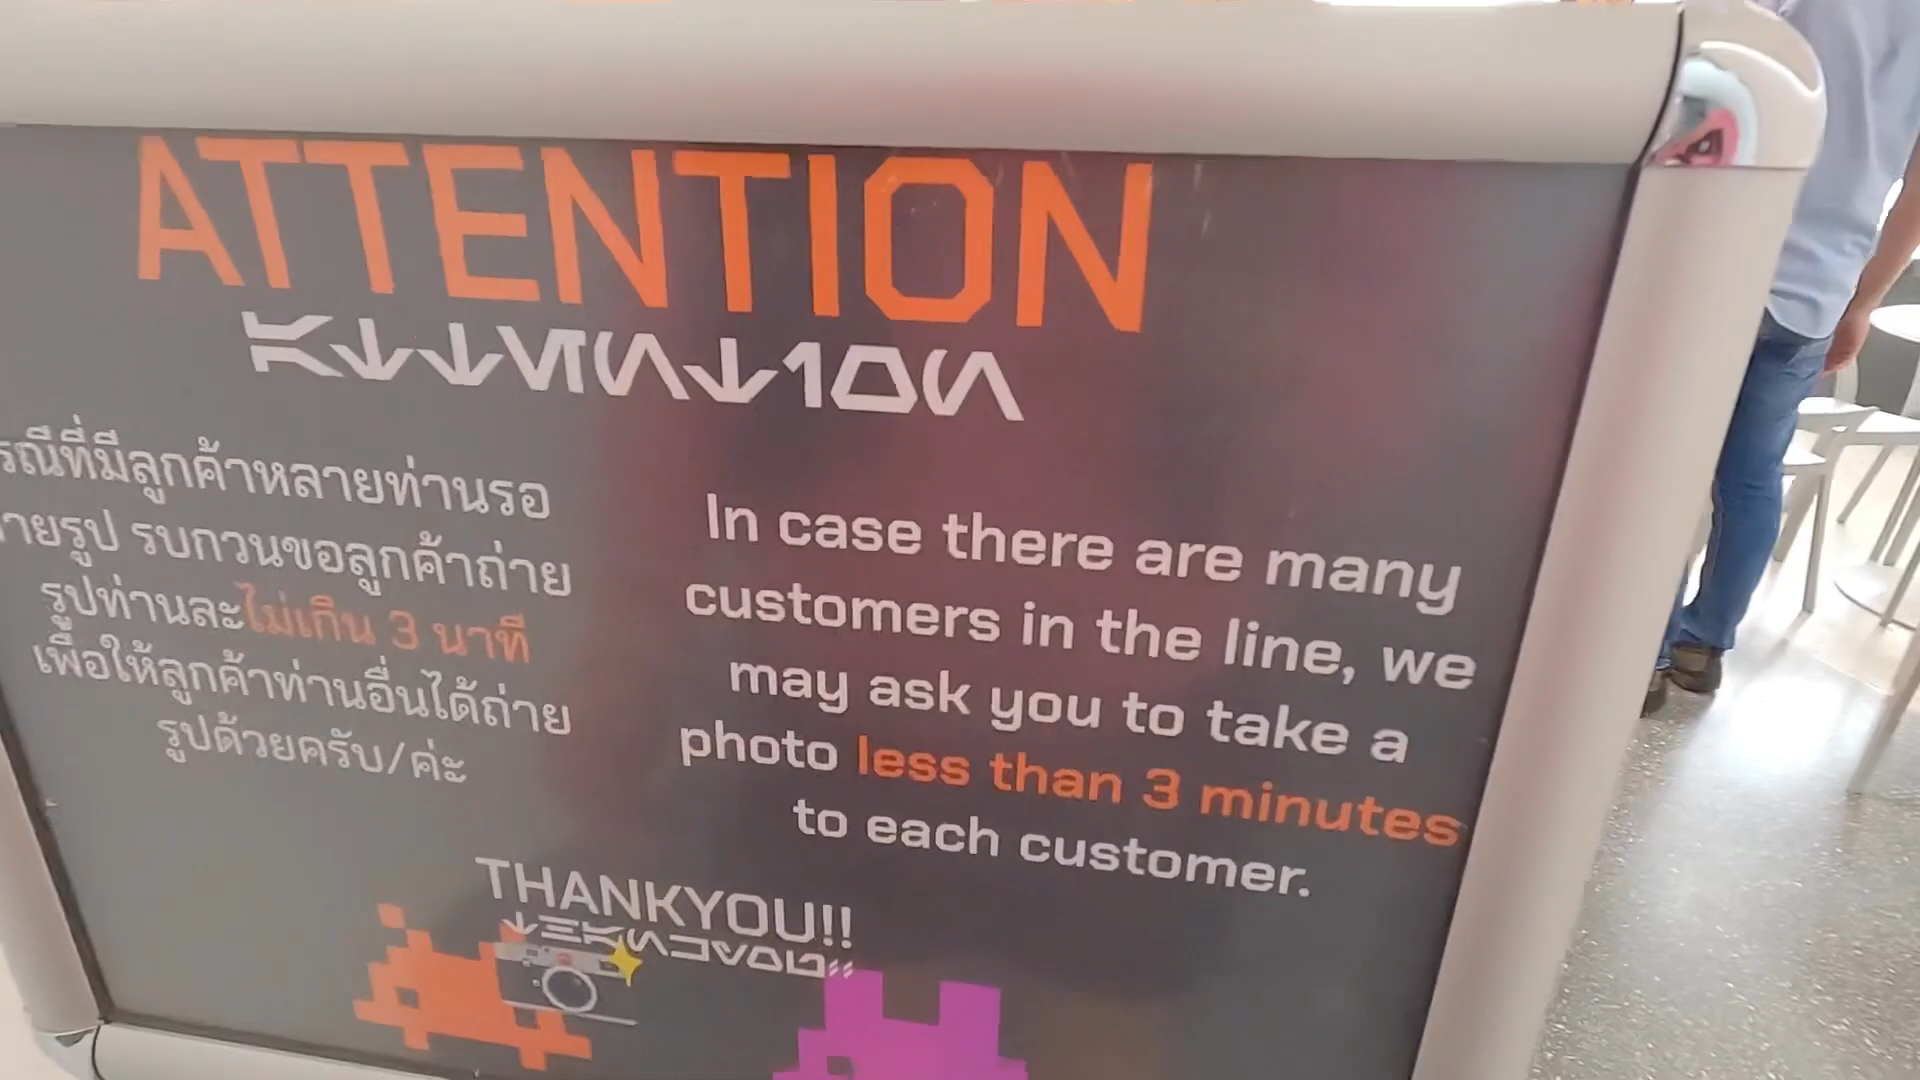 ATTENTION
รณีที่มีลูกค้าหลายท่านรอ
ายรูป รบกวนขอลูกค้าถ่าย
รูปท่านละไม่เกิน 3 นาที
เพื่อให้ลูกค้าท่านอื่นได้ถ่าย
รูปด้วยครับ/ค่ะ
In case there are many
customers in the line, we
may ask you to take a
photo less than 3 minutes
to each customer.
THANKYOU!!